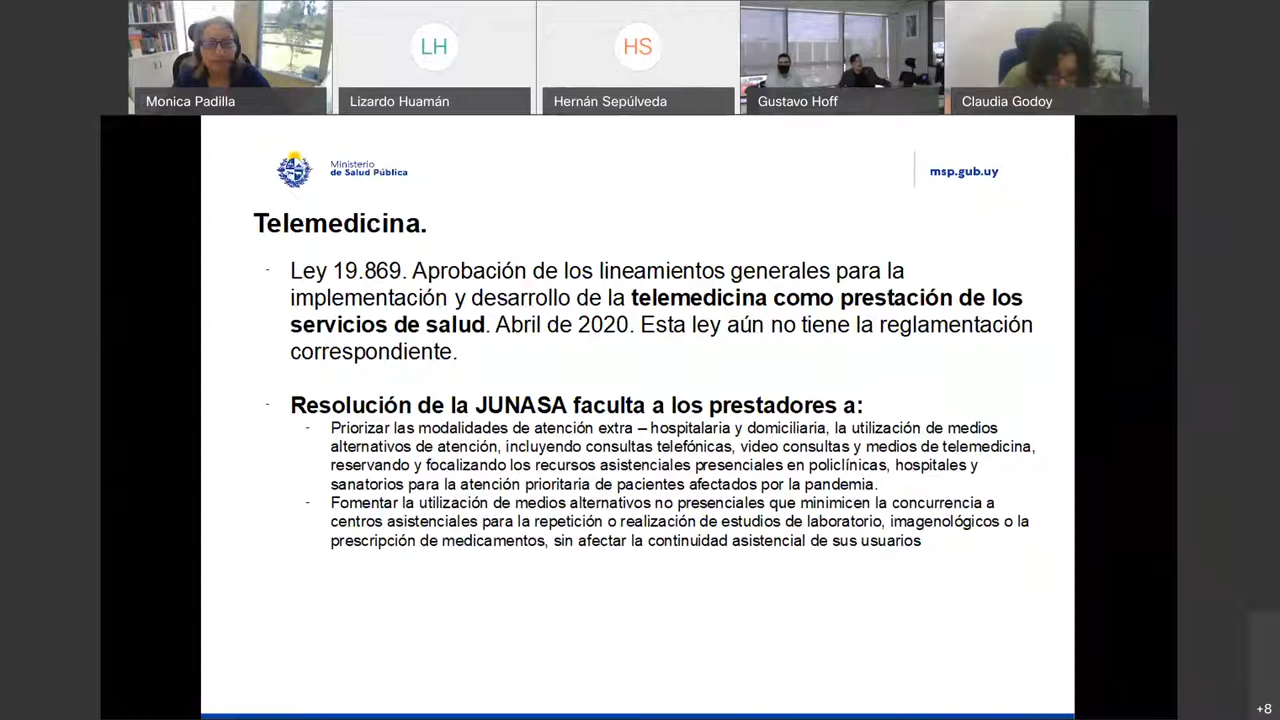 LH
HS
Monica Padilla
Lizardo Huamán
Hernán Sepúlveda
Gustavo Hoff
Claudia Godoy
Ministerio
de Salud Pública
msp.gub.uy
Telemedicina.
- Ley 19.869. Aprobación de los lineamientos generales para la
implementación y desarrollo de la telemedicina como prestación de los
servicios de salud. Abril de 2020. Esta ley aún no tiene la reglamentación
correspondiente.
- Resolución de la JUNASA faculta a los prestadores a:
- Priorizar las modalidades de atención extra – hospitalaria y domiciliaria, la utilización de medios
alternativos de atención, incluyendo consultas telefónicas, video consultas y medios de telemedicina,
reservando y focalizando los recursos asistenciales presenciales en policlínicas, hospitales y
sanatorios para la atención prioritaria de pacientes afectados por la pandemia.
- Fomentar la utilización de medios alternativos no presenciales que minimicen la concurrencia a
centros asistenciales para la repetición o realización de estudios de laboratorio, imagenológicos o la
prescripción de medicamentos, sin afectar la continuidad asistencial de sus usuarios
+8